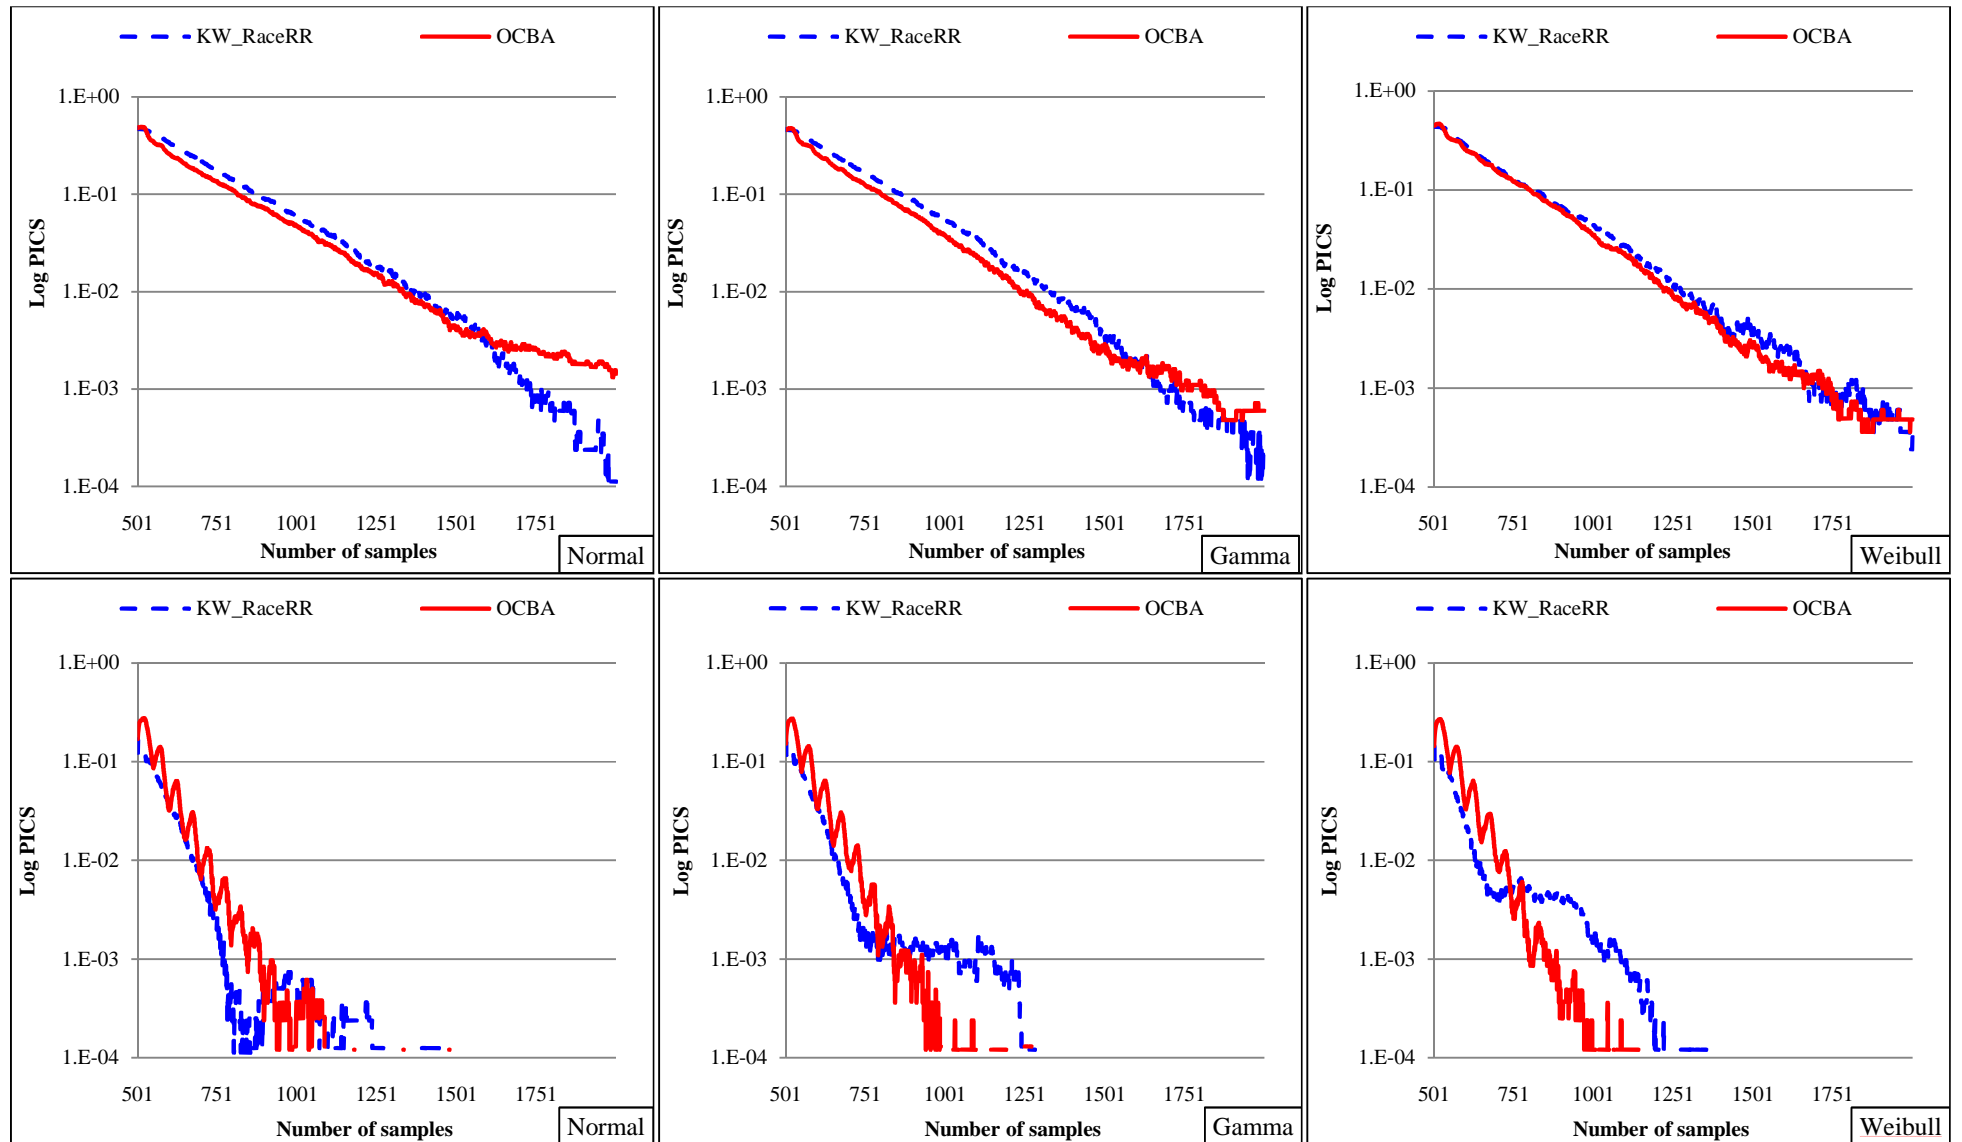 KW_RaceRR OCBA
1.E+00
1.E-01
1.E-02
1.E-03
1.E-04
Log PICS
501 751 1001 1251 1501 1751
Number of samples
Normal
KW_RaceRR OCBA
1.E+00
1.E-01
1.E-02
1.E-03
1.E-04
Log PICS
501 751 1001 1251 1501 1751
Number of samples
Gamma
KW_RaceRR OCBA
1.E+00
1.E-01
1.E-02
1.E-03
1.E-04
Log PICS
501 751 1001 1251 1501 1751
Number of samples
Weibull
KW_RaceRR OCBA
1.E+00
1.E-01
1.E-02
1.E-03
1.E-04
Log PICS
501 751 1001 1251 1501 1751
Number of samples
Normal
KW_RaceRR OCBA
1.E+00
1.E-01
1.E-02
1.E-03
1.E-04
Log PICS
501 751 1001 1251 1501 1751
Number of samples
Gamma
KW_RaceRR OCBA
1.E+00
1.E-01
1.E-02
1.E-03
1.E-04
Log PICS
501 751 1001 1251 1501 1751
Number of samples
Weibull